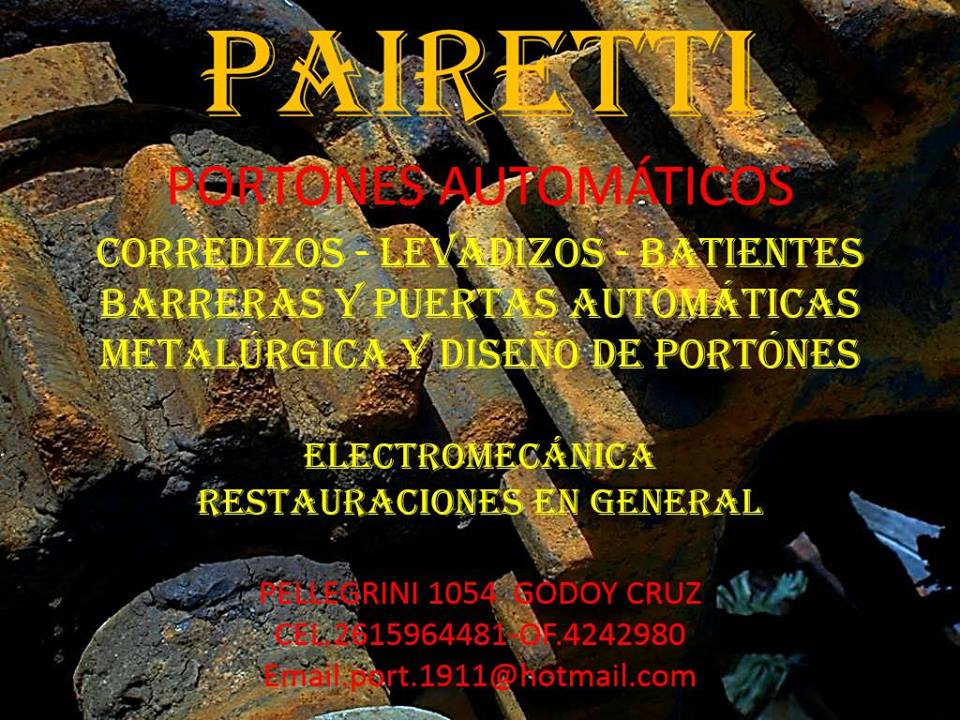 PAIRETTI
PORTONES AUTOMÁTICOS
CORREDIZOS - LEVADIZOS - BATIENTES
BARRERAS Y PUERTAS AUTOMÁTICAS
METALÚRGICA Y DISEÑO DE PORTÓNES
ELECTROMECÁNICA
RESTAURACIONES EN GENERAL
PELLEGRINI 1054 GODOY CRUZ
CEL.2615964481-OF.4242980
Email.port.1911@hotmail.com